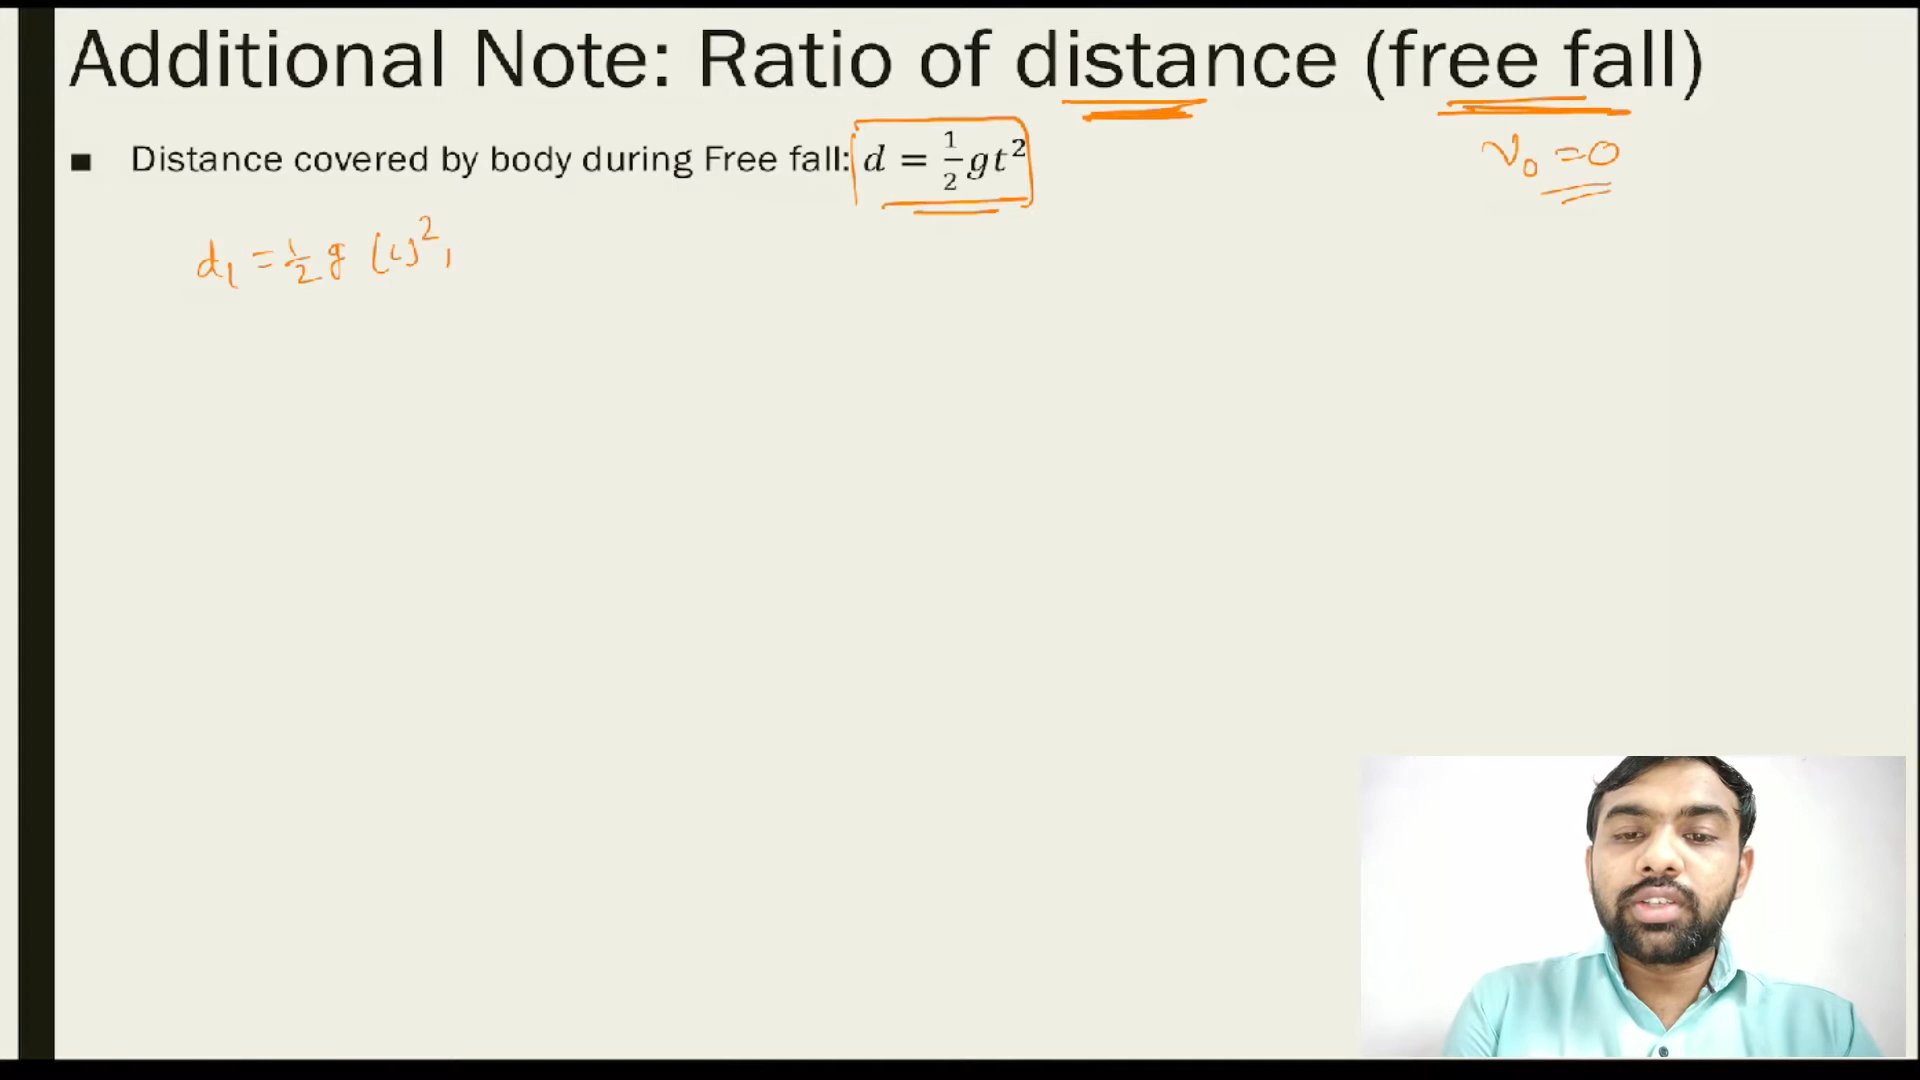 Additional Note: Ratio of distance (free fall)
■ Distance covered by body during Free fall: d = 1/2 gt²
v₀ = 0
d₁ = 1/2 g (1)²,